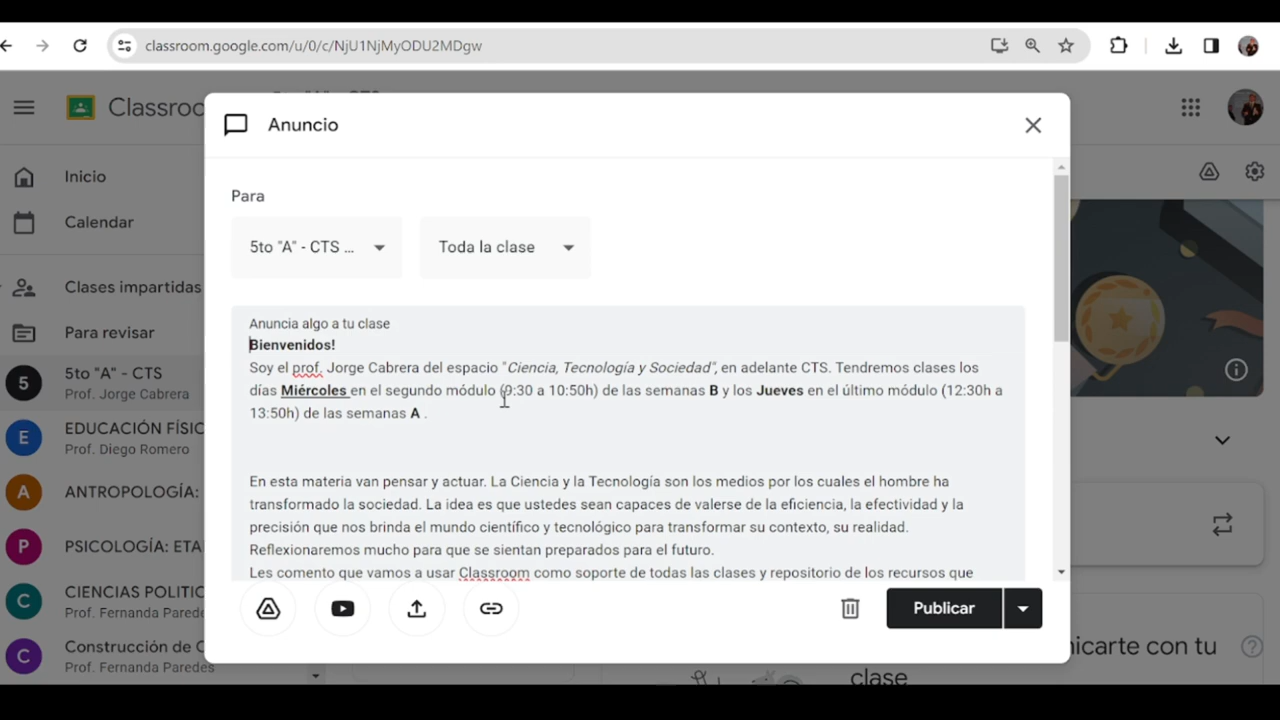 classroom.google.com/u/0/c/NjU1NjMyODU2MDgw
Classroo
Anuncio
Para
5to "A" - CTS ...
Toda la clase
Inicio
Calendar
Clases impartidas
Para revisar
5
5to "A" - CTS
Prof. Jorge Cabrera
E
EDUCACIÓN FÍSIC
Prof. Diego Romero
A
ANTROPOLOGÍA:
P
PSICOLOGÍA: ETA
C
CIENCIAS POLITIC
Prof. Fernanda Paredes
C
Construcción de C
Prof. Fernanda Paredes
Anuncia algo a tu clase
Bienvenidos!
Soy el prof. Jorge Cabrera del espacio "Ciencia, Tecnología y Sociedad", en adelante CTS. Tendremos clases los
días Miércoles en el segundo módulo (9:30 a 10:50h) de las semanas B y los Jueves en el último módulo (12:30h a
13:50h) de las semanas A .
En esta materia van pensar y actuar. La Ciencia y la Tecnología son los medios por los cuales el hombre ha
transformado la sociedad. La idea es que ustedes sean capaces de valerse de la eficiencia, la efectividad y la
precisión que nos brinda el mundo científico y tecnológico para transformar su contexto, su realidad.
Reflexionaremos mucho para que se sientan preparados para el futuro.
Les comento que vamos a usar Classroom como soporte de todas las clases y repositorio de los recursos que
Publicar
nicarte con tu
clase